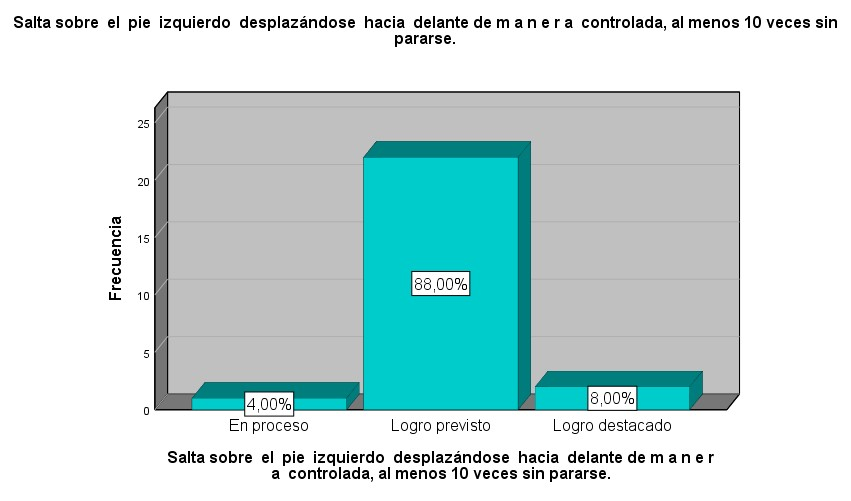 Salta sobre el pie izquierdo desplazándose hacia delante de m a n e r a controlada, al menos 10 veces sin
pararse.
25
20
15
10
5
0
Frecuencia
88,00%
4,00%
8,00%
En proceso
Logro previsto
Logro destacado
Salta sobre el pie izquierdo desplazándose hacia delante de m a n e r
a controlada, al menos 10 veces sin pararse.